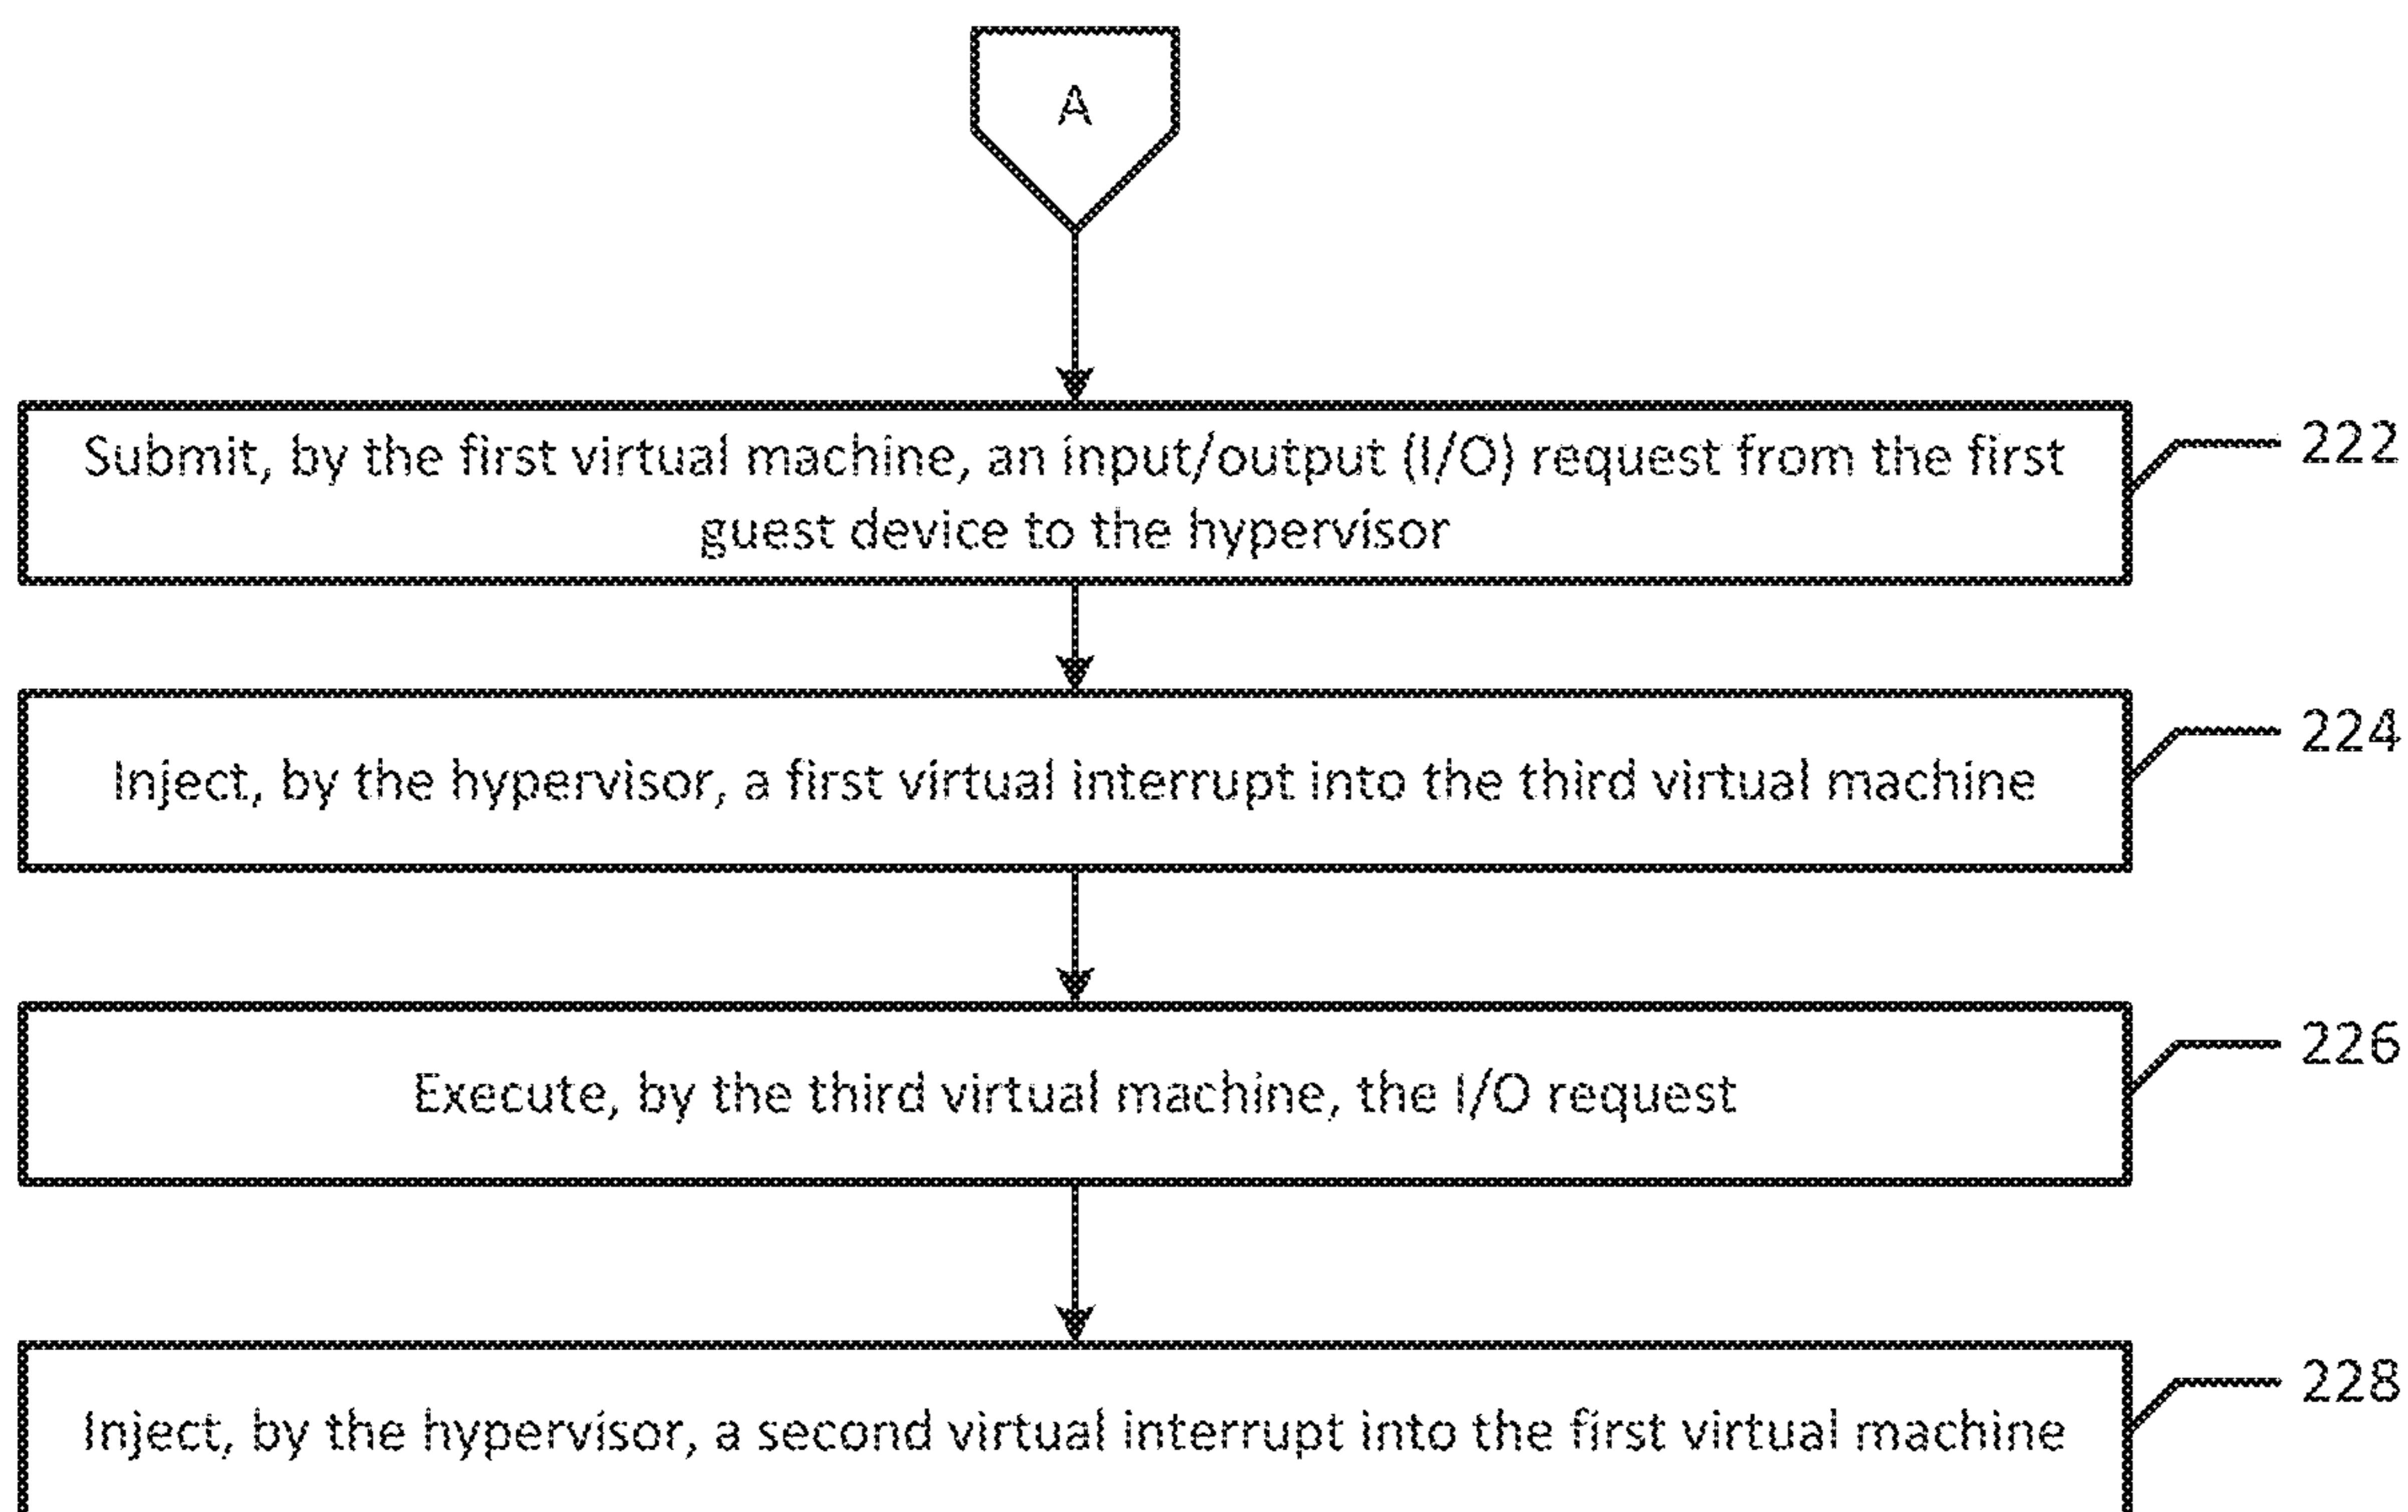 A
Submit, by the first virtual machine, an input/output (I/O) request from the first
guest device to the hypervisor
222
Inject, by the hypervisor, a first virtual interrupt into the third virtual machine
224
Execute, by the third virtual machine, the I/O request
226
Inject, by the hypervisor, a second virtual interrupt into the first virtual machine
228